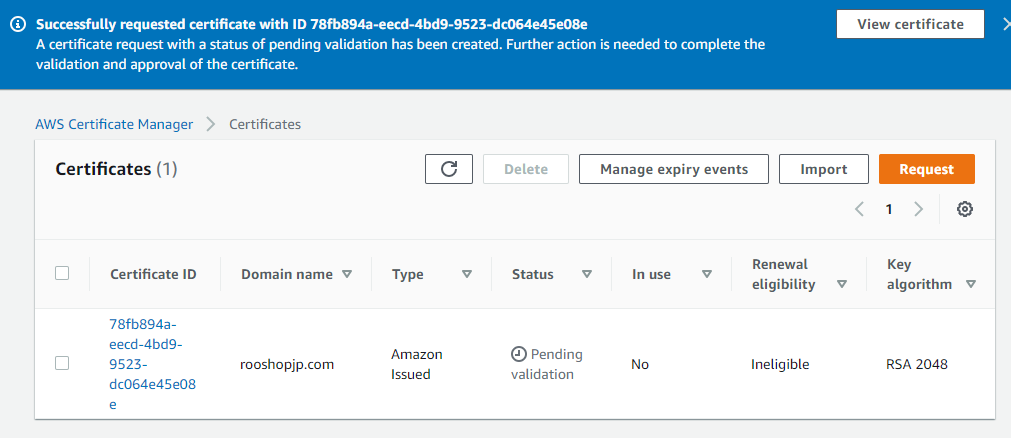 Successfully requested certificate with ID 78fb894a-eecd-4bd9-9523-dc064e45e08e
A certificate request with a status of pending validation has been created. Further action is needed to complete the
validation and approval of the certificate.
View certificate
AWS Certificate Manager
Certificates
Certificates (1)
Delete
Manage expiry events
Import
Request
1
Certificate ID
Domain name
Type
Status
In use
Renewal
eligibility
Key
algorithm
78fb894a-
eecd-4bd9-
9523-
dc064e45e08
e
rooshopjp.com
Amazon
Issued
Pending
validation
No
Ineligible
RSA 2048